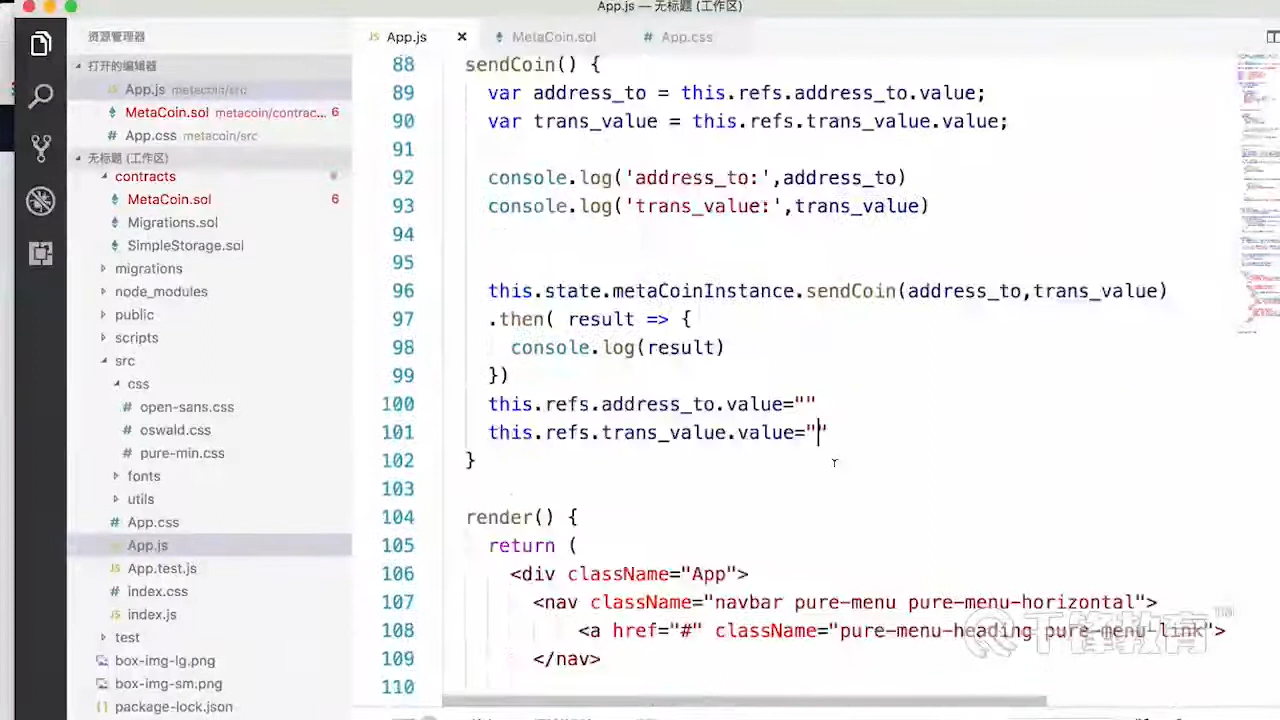 App.js — 无标题 (工作区)
资源管理器
打开的编辑器
JS App.js metacoin/src
MetaCoin.sol metacoin/contrac... 6
# App.css metacoin/src
无标题 (工作区)
contracts
MetaCoin.sol 6
Migrations.sol
SimpleStorage.sol
migrations
node_modules
public
scripts
src
css
# open-sans.css
# oswald.css
# pure-min.css
fonts
utils
# App.css
JS App.js
JS App.test.js
# index.css
JS index.js
test
box-img-lg.png
box-img-sm.png
{} package-lock.json
JS App.js × MetaCoin.sol # App.css
88 sendCoin() {
89 var address_to = this.refs.address_to.value;
90 var trans_value = this.refs.trans_value.value;
91
92 console.log('address_to:',address_to)
93 console.log('trans_value:',trans_value)
94
95
96 this.state.metaCoinInstance.sendCoin(address_to,trans_value)
97 .then( result => {
98 console.log(result)
99 })
100 this.refs.address_to.value=""
101 this.refs.trans_value.value=""
102 }
103
104 render() {
105 return (
106 <div className="App">
107 <nav className="navbar pure-menu pure-menu-horizontal">
108 <a href="#" className="pure-menu-heading pure-menu-link">
109 </nav>
110
千锋教育™